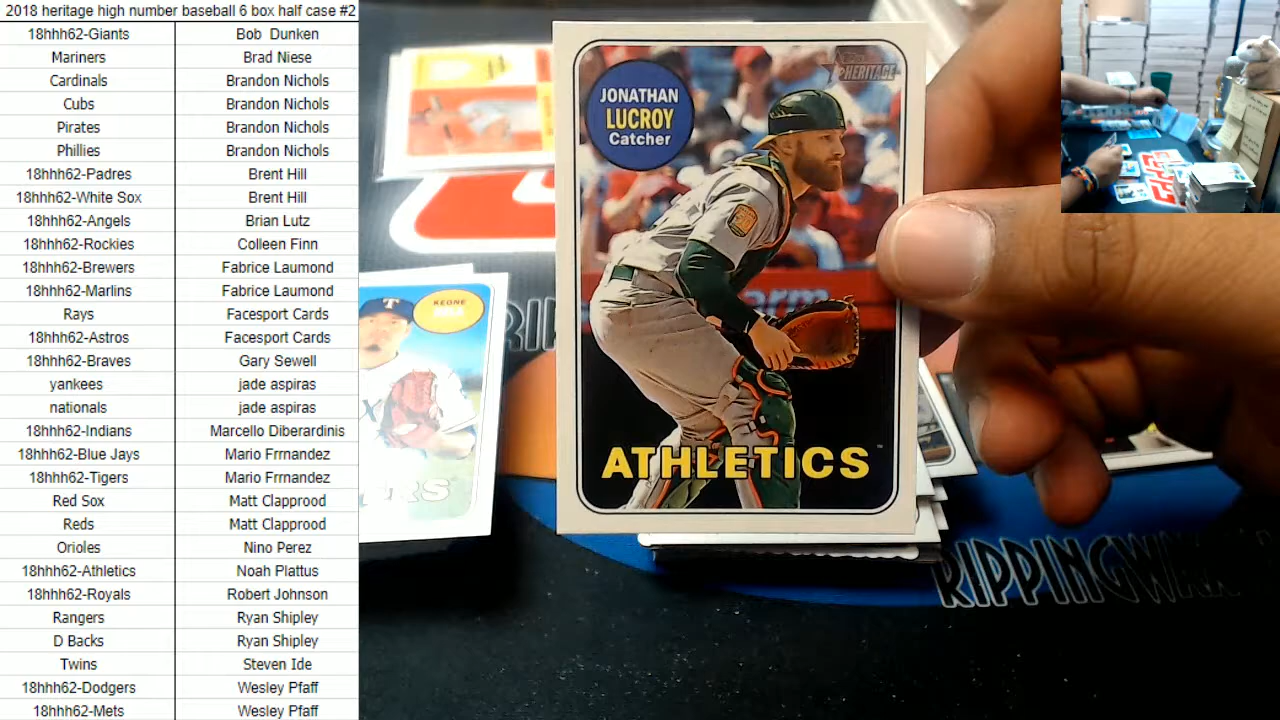 2018 heritage high number baseball 6 box half case #2
18hhh62-Giants Bob Dunken
Mariners Brad Niese
Cardinals Brandon Nichols
Cubs Brandon Nichols
Pirates Brandon Nichols
Phillies Brandon Nichols
18hhh62-Padres Brent Hill
18hhh62-White Sox Brent Hill
18hhh62-Angels Brian Lutz
18hhh62-Rockies Colleen Finn
18hhh62-Brewers Fabrice Laumond
18hhh62-Marlins Fabrice Laumond
Rays Facesport Cards
18hhh62-Astros Facesport Cards
18hhh62-Braves Gary Sewell
yankees jade aspiras
nationals jade aspiras
18hhh62-Indians Marcello Diberardinis
18hhh62-Blue Jays Mario Frrnandez
18hhh62-Tigers Mario Frrnandez
Red Sox Matt Clapprood
Reds Matt Clapprood
Orioles Nino Perez
18hhh62-Athletics Noah Plattus
18hhh62-Royals Robert Johnson
Rangers Ryan Shipley
D Backs Ryan Shipley
Twins Steven Ide
18hhh62-Dodgers Wesley Pfaff
18hhh62-Mets Wesley Pfaff
JONATHAN
LUCROY
Catcher
Topps HERITAGE
ATHLETICS
™
KEONE
T
ERS
RIPPINGWAX